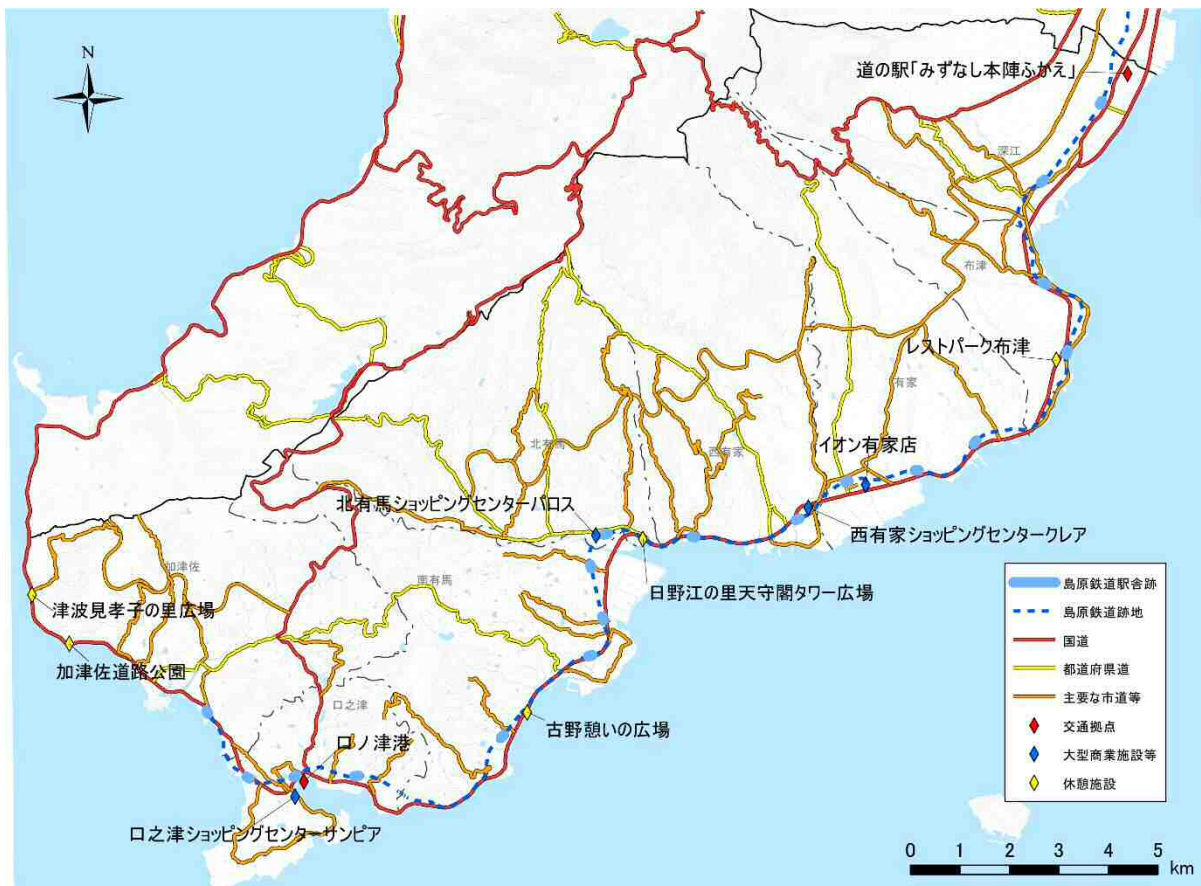 N
道の駅「みずなし本陣ふかえ」
深江
布津
レストパーク布津
有家
イオン有家店
北有馬
西有家
北有馬ショッピングセンターパロス
西有家ショッピングセンタークレア
加津佐
南有馬
日野江の里天守閣タワー広場
津波見孝子の里広場
加津佐道路公園
口之津
古野憩いの広場
口ノ津港
口之津ショッピングセンターサンピア
島原鉄道駅舎跡
島原鉄道跡地
国道
都道府県道
主要な市道等
交通拠点
大型商業施設等
休憩施設
0 1 2 3 4 5
km